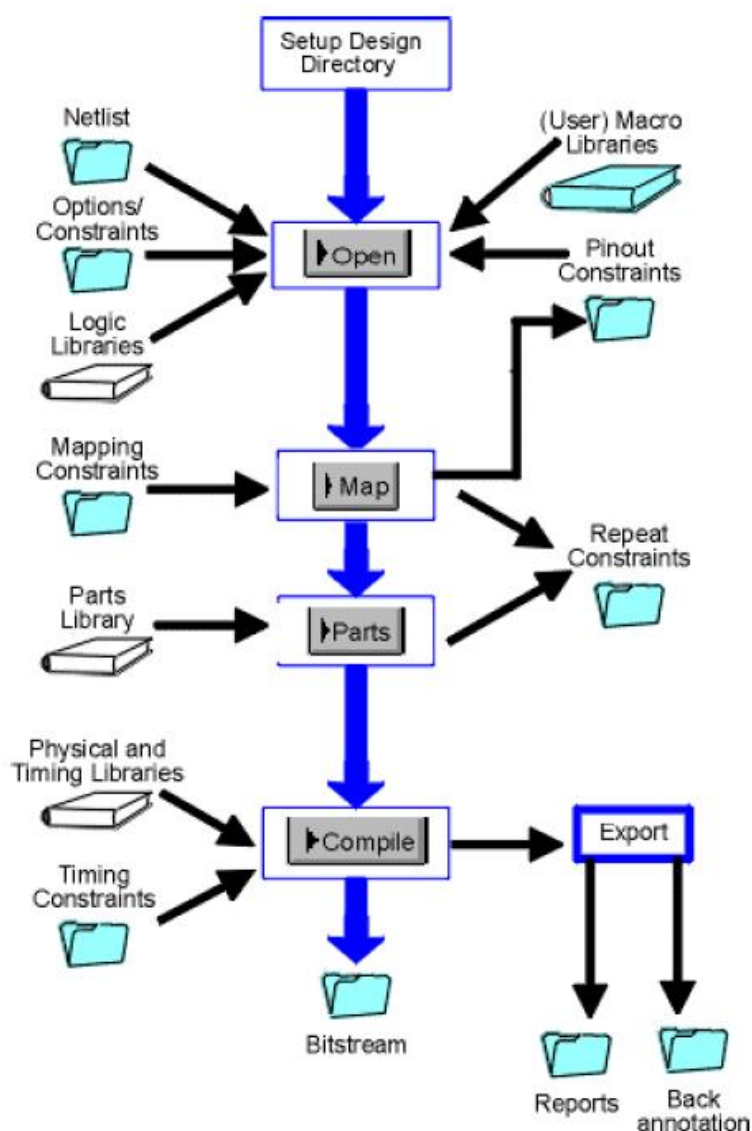 Setup Design
Directory
Netlist
(User) Macro
Libraries
Options/
Constraints
Open
Pinout
Constraints
Logic
Libraries
Mapping
Constraints
Map
Repeat
Constraints
Parts
Library
Parts
Physical and
Timing Libraries
Compile
Export
Timing
Constraints
Bitstream
Reports
Back
annotation